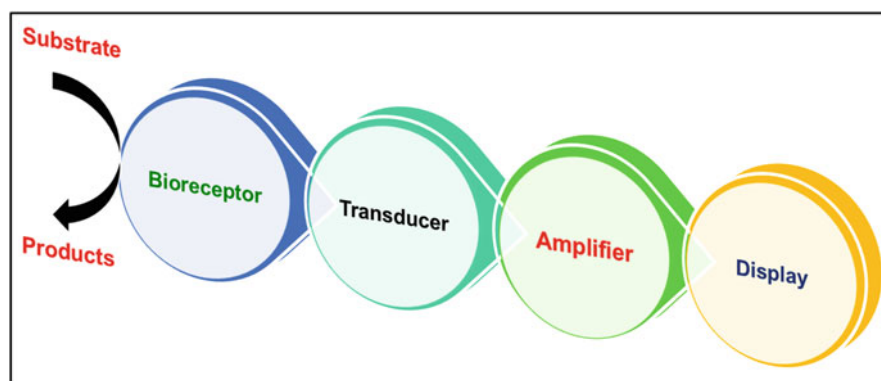 Substrate
Bioreceptor
Transducer
Amplifier
Display
Products